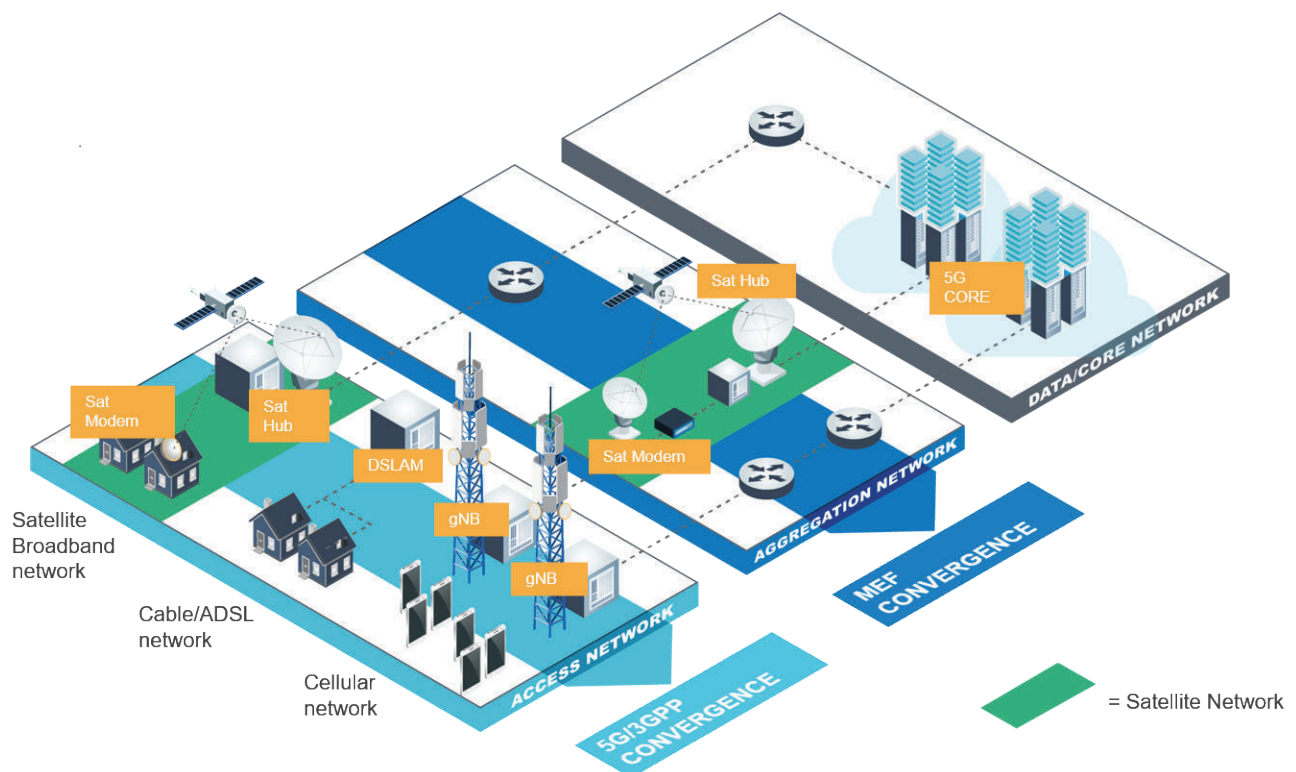 Sat Hub
5G
CORE
DATA/CORE NETWORK
Sat
Modem
Sat
Hub
DSLAM
Sat Modem
gNB
gNB
AGGREGATION NETWORK
ACCESS NETWORK
Satellite
Broadband
network
Cable/ADSL
network
Cellular
network
MEF
CONVERGENCE
5G/3GPP
CONVERGENCE
= Satellite Network